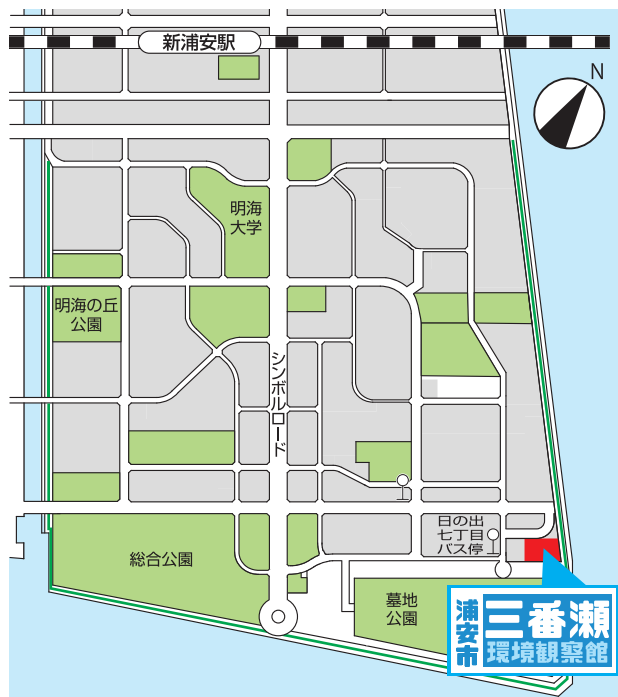 新浦安駅
N
明海
大学
明海の丘
公園
シンボルロード
日の出
七丁目
バス停
総合公園
墓地
公園
浦安市
三番瀬
環境観察館